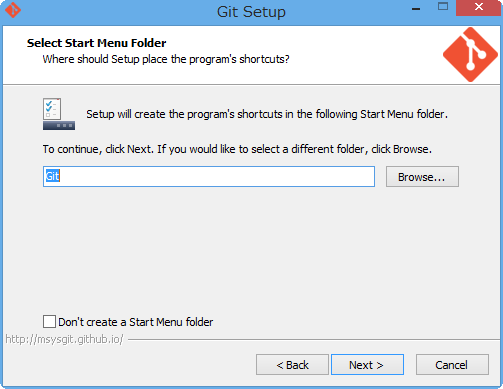 Git Setup
Select Start Menu Folder
Where should Setup place the program's shortcuts?
Setup will create the program's shortcuts in the following Start Menu folder.
To continue, click Next. If you would like to select a different folder, click Browse.
Git
Browse...
Don't create a Start Menu folder
http://msysgit.github.io/
< Back
Next >
Cancel